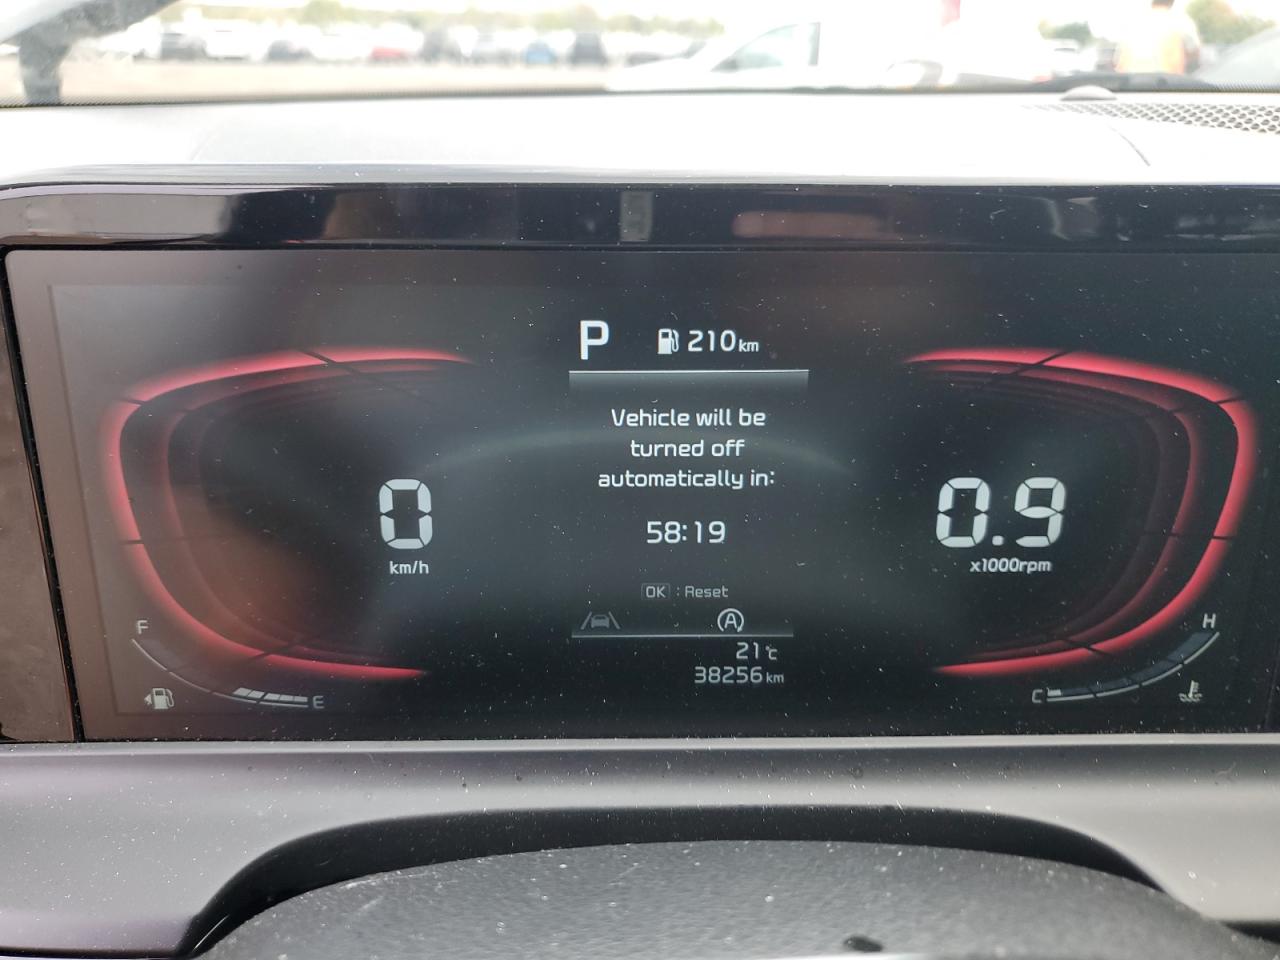 P 210km
Vehicle will be
turned off
automatically in:
58:19
0
km/h
0.9
x1000rpm
OK : Reset
A
F
H
21℃
38256km
E
C